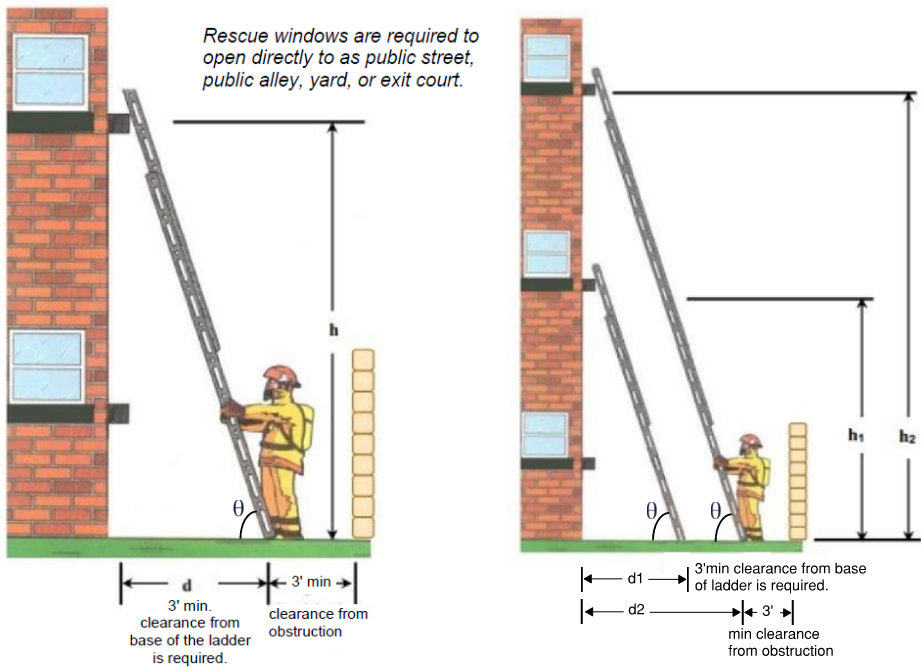 Rescue windows are required to
open directly to as public street,
public alley, yard, or exit court.
h
θ
d
3' min
3' min.
clearance from
base of the ladder
is required.
clearance from
obstruction
h1
h2
θ
θ
d1
3'min clearance from base
of ladder is required.
d2
3'
min clearance
from obstruction